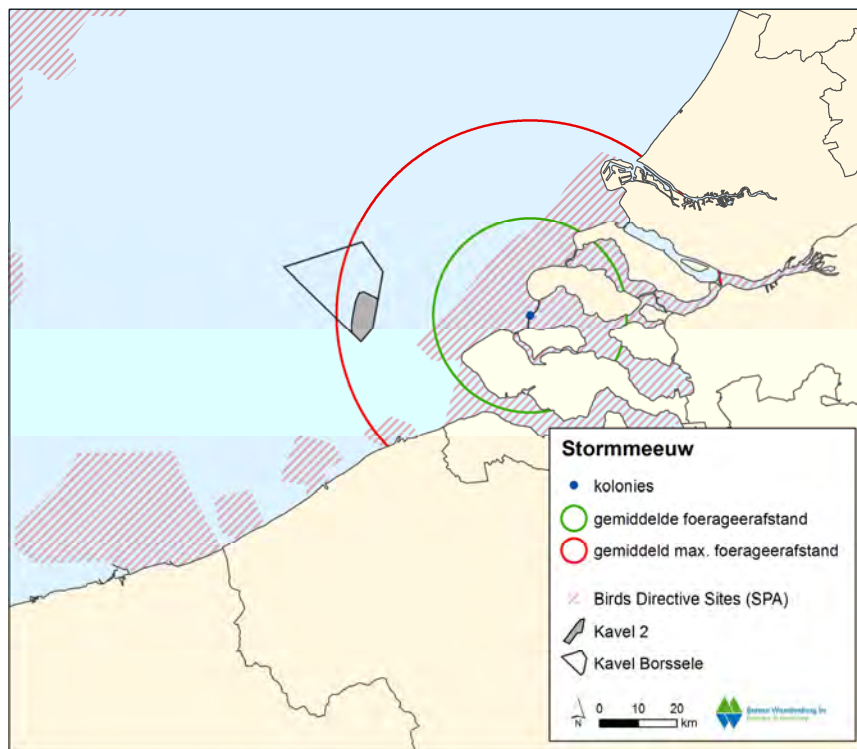 Stormmeeuw
kolonies
gemiddelde foerageerafstand
gemiddeld max. foerageerafstand
Birds Directive Sites (SPA)
Kavel 2
Kavel Borssele
N
0 10 20
km